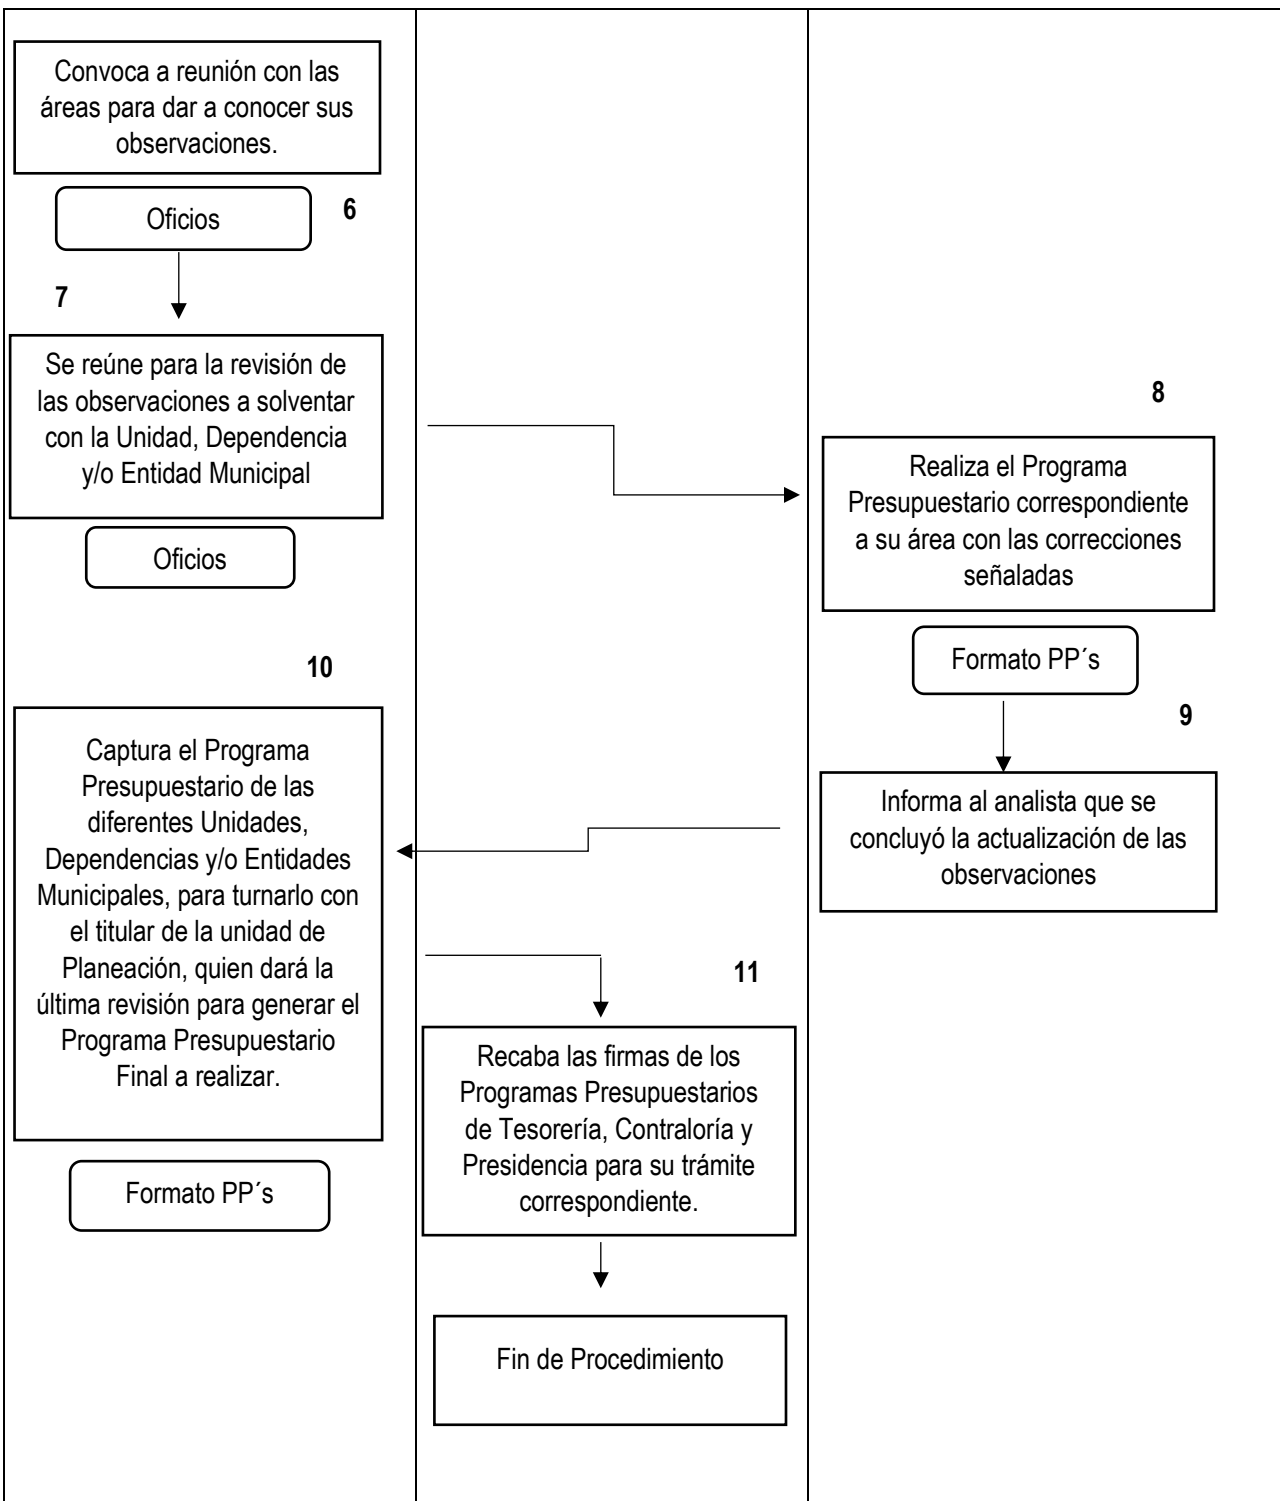 Convoca a reunión con las
áreas para dar a conocer sus
observaciones.
Oficios
6
7
Se reúne para la revisión de
las observaciones a solventar
con la Unidad, Dependencia
y/o Entidad Municipal
Oficios
8
Realiza el Programa
Presupuestario correspondiente
a su área con las correcciones
señaladas
Formato PP´s
9
Informa al analista que se
concluyó la actualización de las
observaciones
10
Captura el Programa
Presupuestario de las
diferentes Unidades,
Dependencias y/o Entidades
Municipales, para turnarlo con
el titular de la unidad de
Planeación, quien dará la
última revisión para generar el
Programa Presupuestario
Final a realizar.
Formato PP´s
11
Recaba las firmas de los
Programas Presupuestarios
de Tesorería, Contraloría y
Presidencia para su trámite
correspondiente.
Fin de Procedimiento